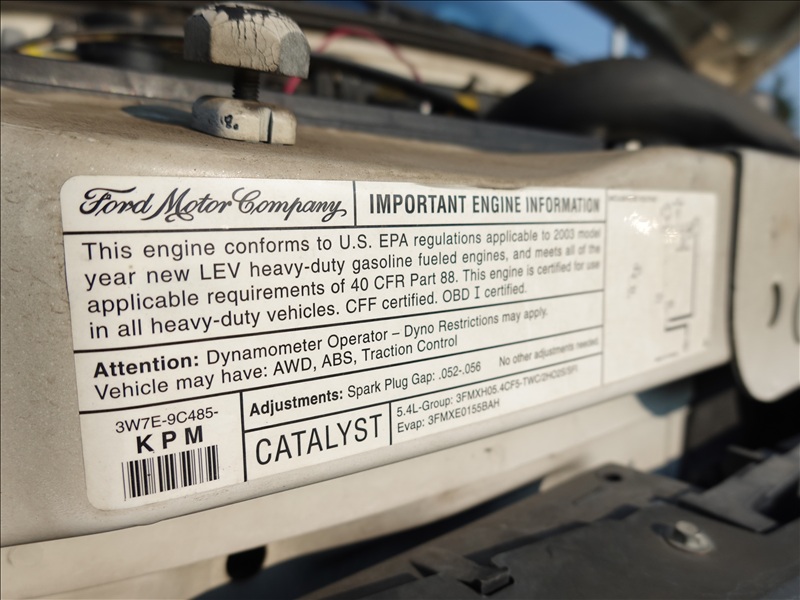 Ford Motor Company
IMPORTANT ENGINE INFORMATION
This engine conforms to U.S. EPA regulations applicable to 2003 model
year new LEV heavy-duty gasoline fueled engines, and meets all of the
applicable requirements of 40 CFR Part 88. This engine is certified for use
in all heavy-duty vehicles. CFF certified. OBD I certified.
Attention: Dynamometer Operator – Dyno Restrictions may apply.
Vehicle may have: AWD, ABS, Traction Control
3W7E-9C485-
KPM
Adjustments: Spark Plug Gap: .052-.056 No other adjustments needed.
CATALYST
5.4L-Group: 3FMXH05.4CF5-TWC/2HO2S/SFI
Evap: 3FMXE0155BAH